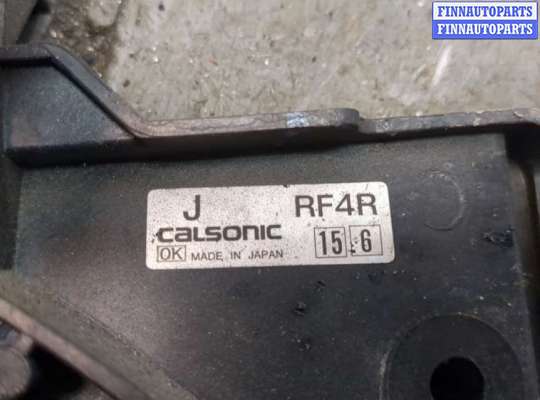 FINNAUTOPARTS
FINNAUTOPARTS
J RF4R
CALSONIC 15 6
OK MADE IN JAPAN